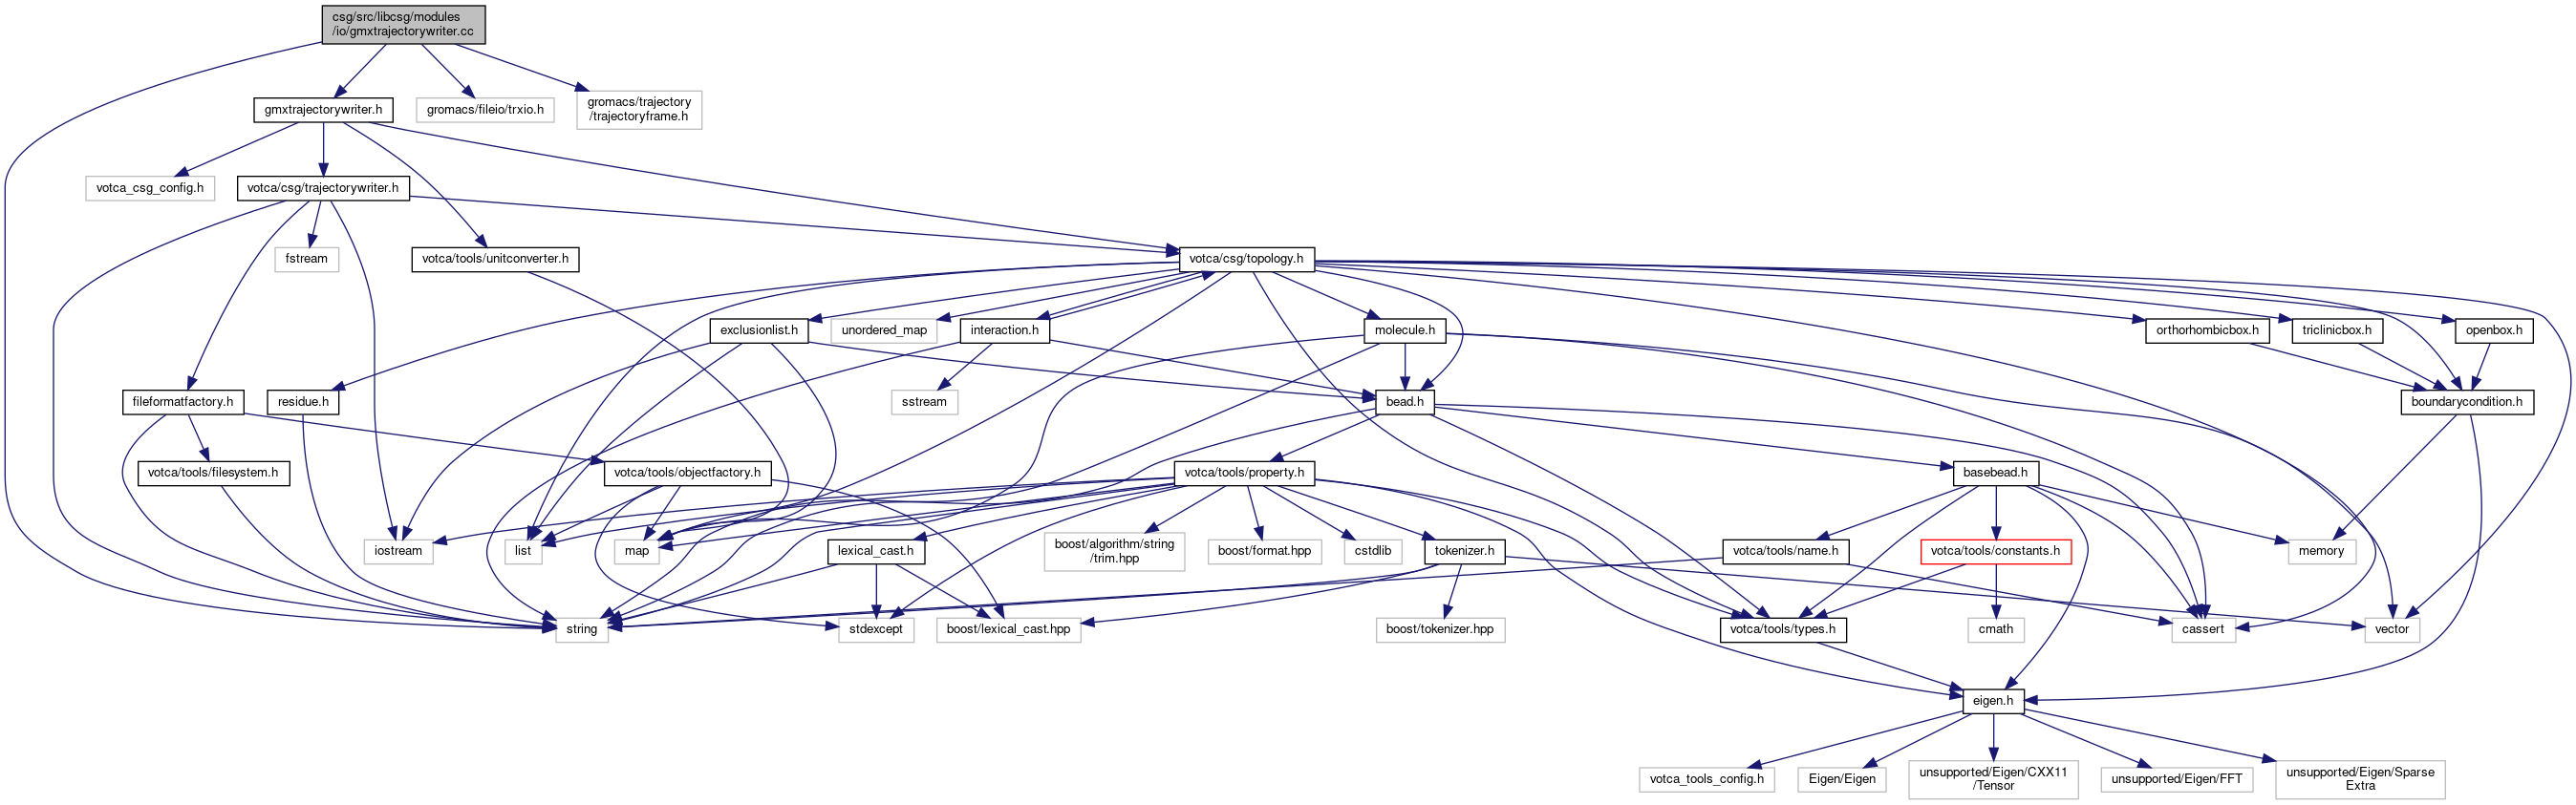 csg/src/libcsg/modules
/io/gmxtrajectorywriter.cc
gmxtrajectorywriter.h
gromacs/fileio/trxio.h
gromacs/trajectory
/trajectoryframe.h
votca_csg_config.h
votca/csg/trajectorywriter.h
fstream
votca/tools/unitconverter.h
votca/csg/topology.h
exclusionlist.h
unordered_map
interaction.h
molecule.h
orthorhombicbox.h
triclinicbox.h
openbox.h
fileformatfactory.h
residue.h
sstream
bead.h
boundarycondition.h
votca/tools/filesystem.h
votca/tools/objectfactory.h
votca/tools/property.h
basebead.h
iostream
list
map
lexical_cast.h
boost/algorithm/string
/trim.hpp
boost/format.hpp
cstdlib
tokenizer.h
votca/tools/name.h
votca/tools/constants.h
memory
string
stdexcept
boost/lexical_cast.hpp
boost/tokenizer.hpp
votca/tools/types.h
cmath
cassert
vector
eigen.h
votca_tools_config.h
Eigen/Eigen
unsupported/Eigen/CXX11
/Tensor
unsupported/Eigen/FFT
unsupported/Eigen/Sparse
Extra